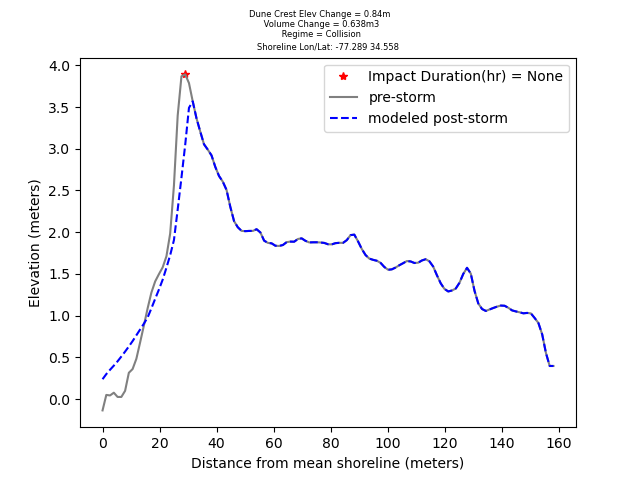 Dune Crest Elev Change = 0.84m
Volume Change = 0.638m3
Regime = Collision
Shoreline Lon/Lat: -77.289 34.558
4.0
3.5
3.0
2.5
2.0
1.5
1.0
0.5
0.0
Elevation (meters)
Impact Duration(hr) = None
pre-storm
modeled post-storm
0 20 40 60 80 100 120 140 160
Distance from mean shoreline (meters)